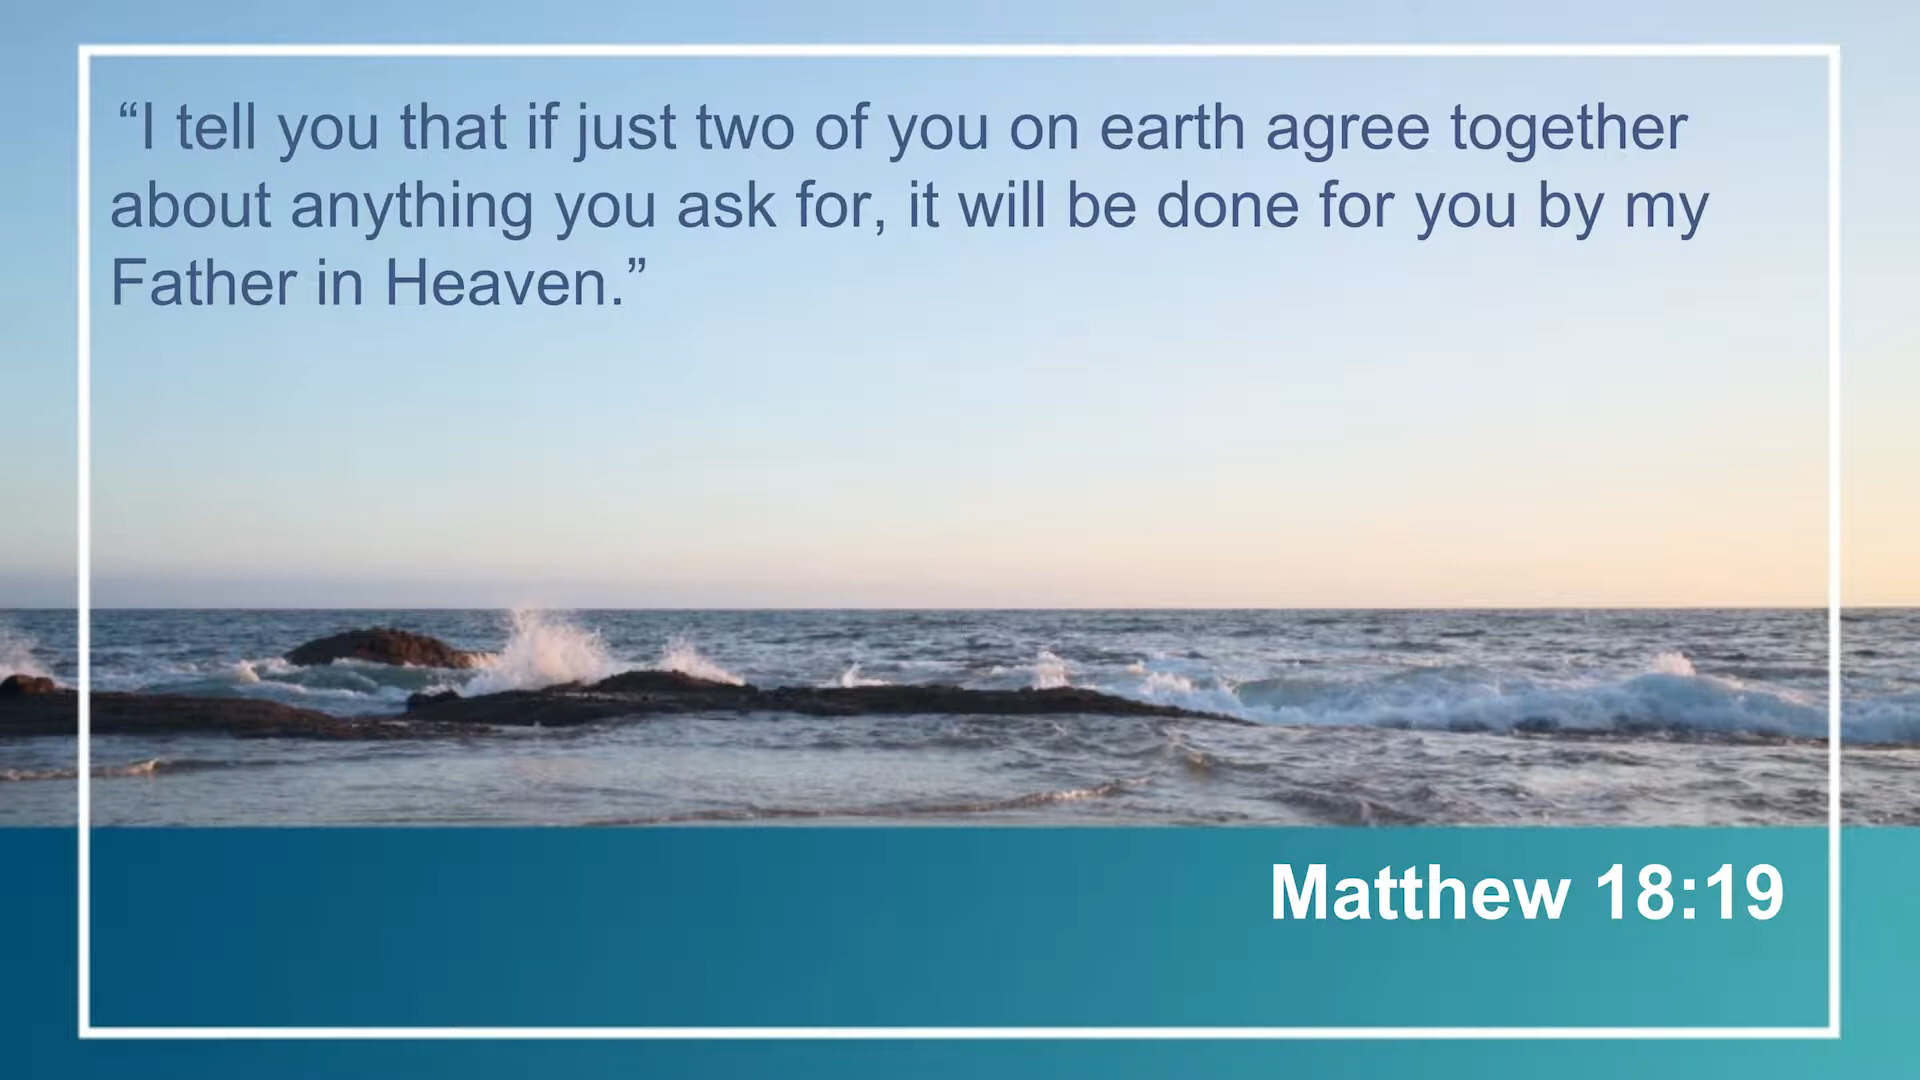 “I tell you that if just two of you on earth agree together
about anything you ask for, it will be done for you by my
Father in Heaven.”
Matthew 18:19